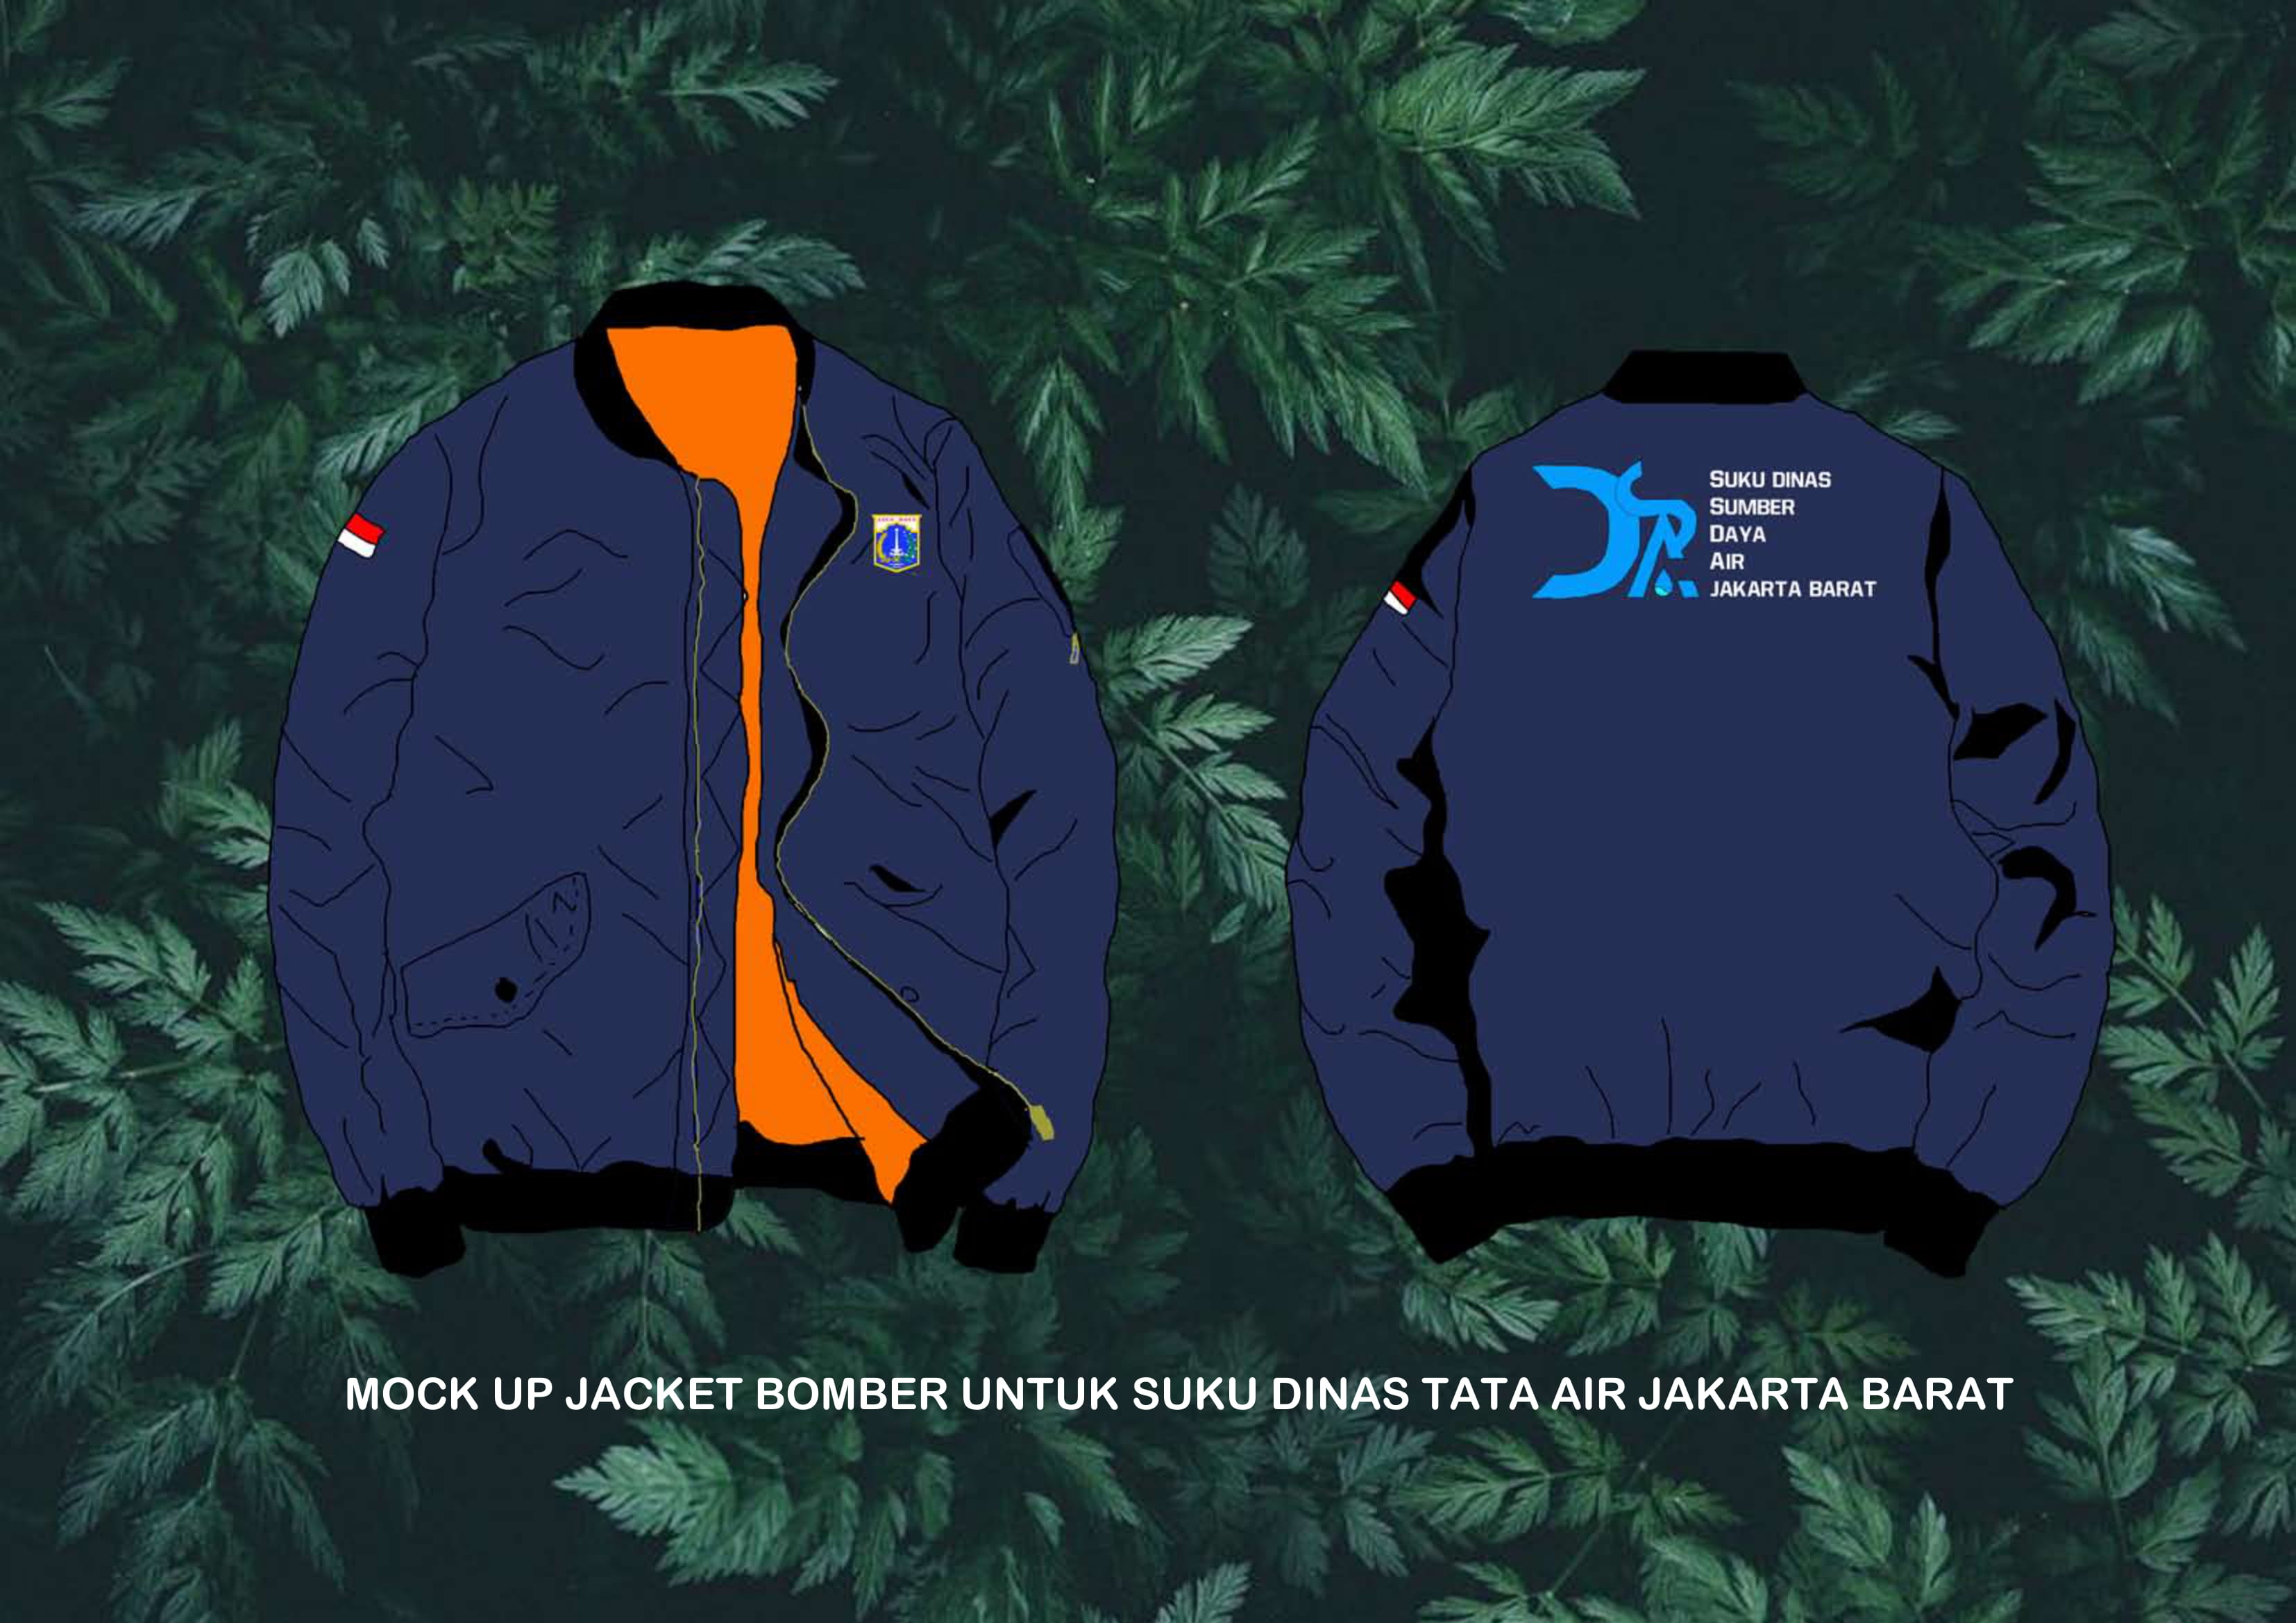 SUKU DINAS
SUMBER
DAYA
AIR
JAKARTA BARAT
MOCK UP JACKET BOMBER UNTUK SUKU DINAS TATA AIR JAKARTA BARAT